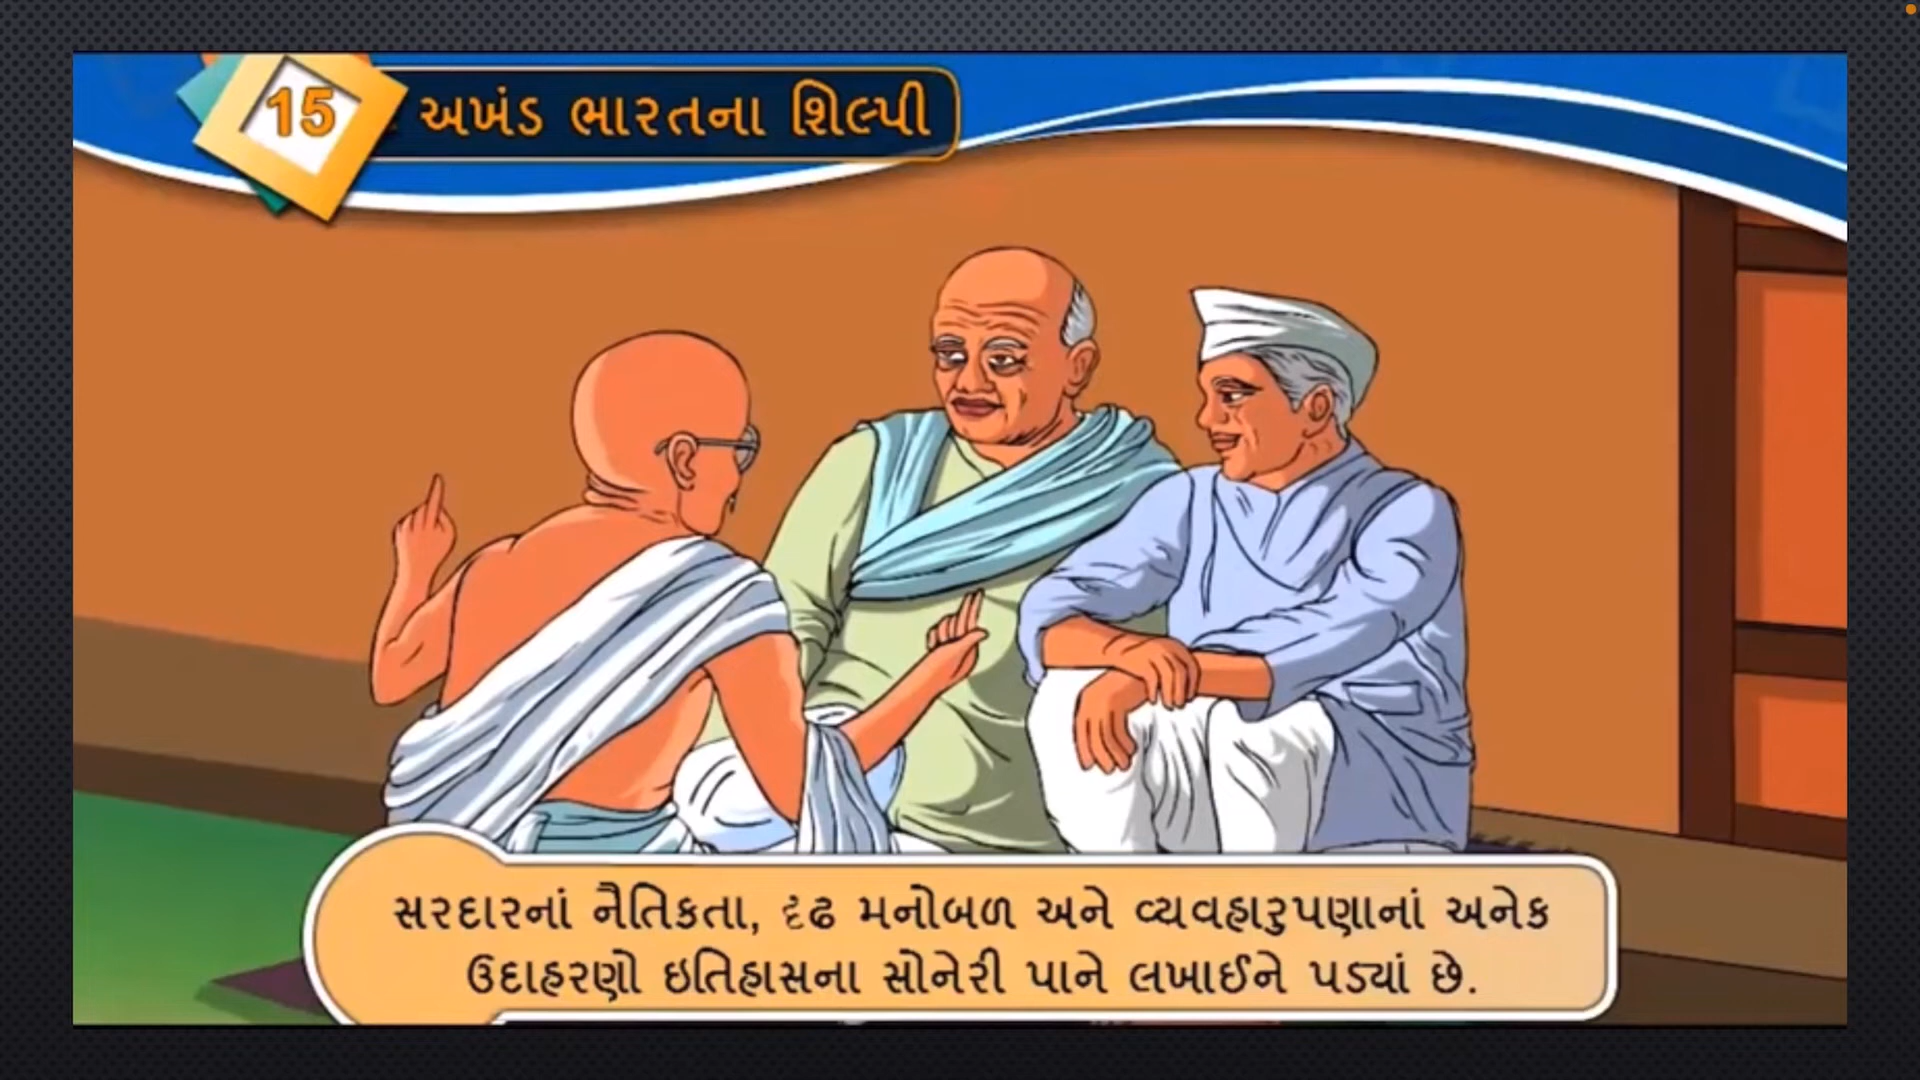 15 : અખંડ ભારતના શિલ્પી
સરદારનાં નૈતિકતા, દૃઢ મનોબળ અને વ્યવહારુપણાનાં અનેક
ઉદાહરણો ઇતિહાસના સોનેરી પાને લખાઈને પડ્યાં છે.